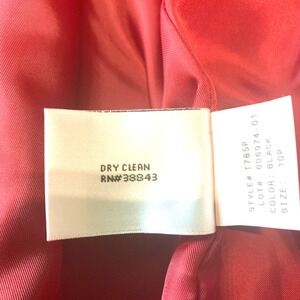 DRY CLEAN
RN#38843
STYLE# T785P
LOT# 606974-01
COLOR: BLACK
SIZE: 10P